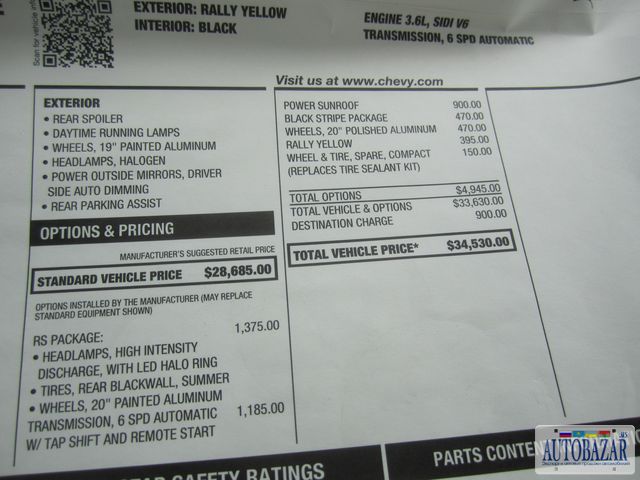 Scan for vehicle
EXTERIOR: RALLY YELLOW
INTERIOR: BLACK
ENGINE 3.6L, SIDI V6
TRANSMISSION, 6 SPD AUTOMATIC
Visit us at www.chevy.com
EXTERIOR
• REAR SPOILER
• DAYTIME RUNNING LAMPS
• WHEELS, 19" PAINTED ALUMINUM
• HEADLAMPS, HALOGEN
• POWER OUTSIDE MIRRORS, DRIVER
SIDE AUTO DIMMING
• REAR PARKING ASSIST
OPTIONS & PRICING
MANUFACTURER'S SUGGESTED RETAIL PRICE
STANDARD VEHICLE PRICE $28,685.00
OPTIONS INSTALLED BY THE MANUFACTURER (MAY REPLACE
STANDARD EQUIPMENT SHOWN)
RS PACKAGE: 1,375.00
• HEADLAMPS, HIGH INTENSITY
DISCHARGE, WITH LED HALO RING
• TIRES, REAR BLACKWALL, SUMMER
• WHEELS, 20" PAINTED ALUMINUM
TRANSMISSION, 6 SPD AUTOMATIC 1,185.00
W/ TAP SHIFT AND REMOTE START
POWER SUNROOF 900.00
BLACK STRIPE PACKAGE 470.00
WHEELS, 20" POLISHED ALUMINUM 470.00
RALLY YELLOW 395.00
WHEEL & TIRE, SPARE, COMPACT 150.00
(REPLACES TIRE SEALANT KIT)
TOTAL OPTIONS $4,945.00
TOTAL VEHICLE & OPTIONS $33,630.00
DESTINATION CHARGE 900.00
TOTAL VEHICLE PRICE* $34,530.00
SAFETY RATINGS
PARTS CONTEN
AUTOBAZAR